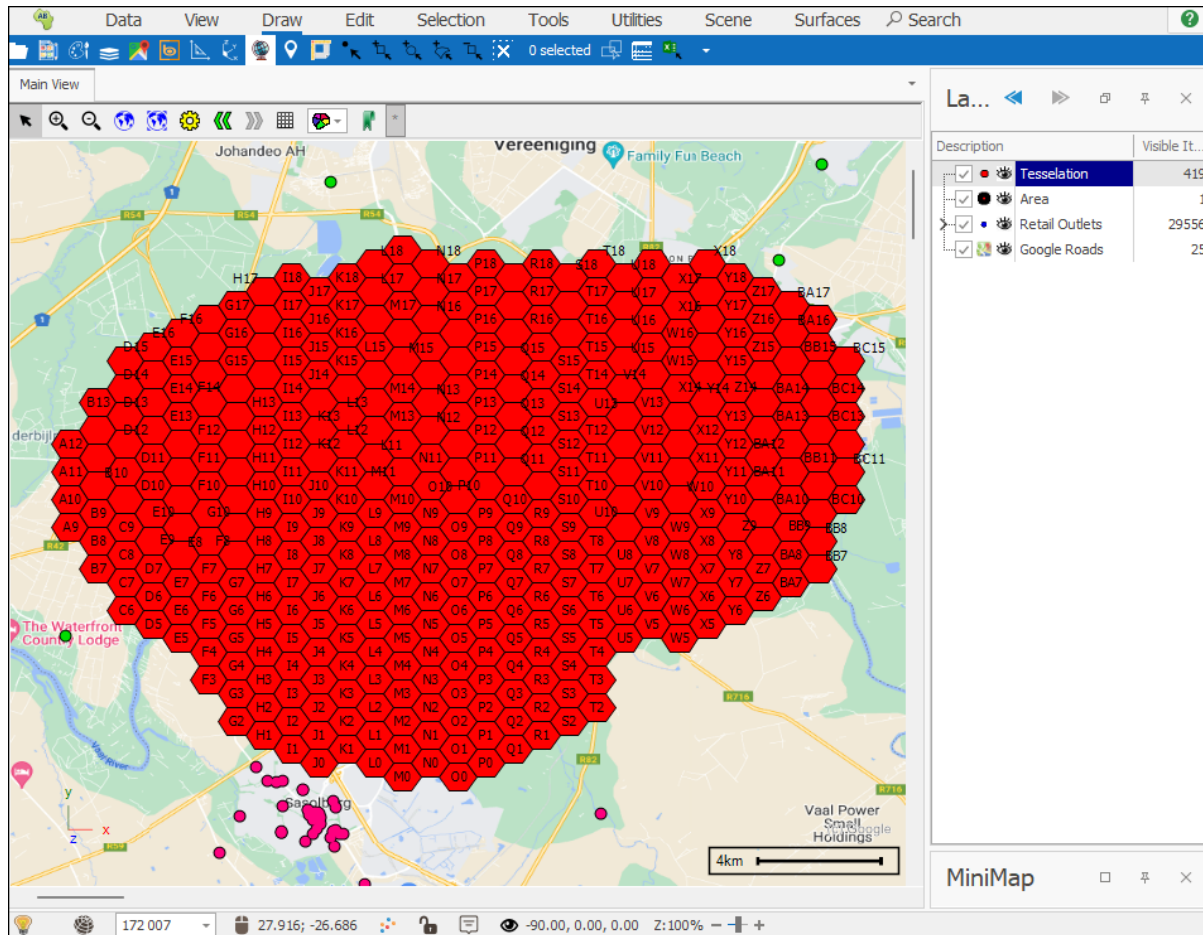 Data View Draw Edit Selection Tools Utilities Scene Surfaces Search
0 selected
Main View
La...
Description Visible It...
Tesselation 419
Area 1
Retail Outlets 29556
Google Roads 25
MiniMap
Johandeo AH
Vereeniging
Family Fun Beach
R54 R54 R54 R82
L18 N18 T18 X18
P18 R18 S18 U18
H17 I18 K18 L17 N17 X17 Y18
J17 P17 R17 T17 U17 Z17 BA17
G17 I17 K17 M17 N16 X16 Y17
F16 J16 P16 R16 T16 U16 Z16 BA16
E16 G16 I16 K16 W16 Y16
D15 J15 L15 M15 P15 Q15 T15 U15 Z15 BB15 BC15
E15 G15 I15 K15 S15 W15 Y15
D14 J14 P14 Q14 T14 V14
E14 F14 I14 M14 N13 S14 X14 Y14 Z14 BA14 BC14
B13 D13 H13 L13 P13 Q13 U13 V13
E13 I13 K13 M13 N12 S13 Y13 BA13 BC13
D12 F12 H12 L12 P12 Q12 T12 V12 X12
A12 I12 K12 L11 S12 Y12 BA12
D11 F11 H11 N11 P11 Q11 T11 V11 X11 BB11 BC11
A11 B10 I11 K11 M11 S11 Y11 BA11
D10 F10 H10 J10 O10 P10 T10 V10 W10
A10 I10 K10 M10 Q10 S10 Y10 BA10 BC10
B9 E10 G10 H9 J9 L9 N9 P9 R9 U10 V9 X9
A9 C9 I9 K9 M9 O9 Q9 S9 W9 Z9 BB9 BB8
B8 E9 E8 F8 H8 J8 L8 N8 P8 R8 T8 V8 X8
C8 I8 K8 M8 O8 Q8 S8 U8 W8 Y8 BA8 BB7
B7 D7 F7 H7 J7 L7 N7 P7 R7 T7 V7 X7 Z7
C7 E7 G7 I7 K7 M7 O7 Q7 S7 U7 W7 Y7 BA7
D6 F6 H6 J6 L6 N6 P6 R6 T6 V6 X6 Z6
C6 E6 G6 I6 K6 M6 O6 Q6 S6 U6 W6 Y6
D5 F5 H5 J5 L5 N5 P5 R5 T5 V5 X5
E5 G5 I5 K5 M5 O5 Q5 S5 U5 W5
F4 H4 J4 L4 N4 P4 R4 T4
G4 I4 K4 M4 O4 Q4 S4
F3 H3 J3 L3 N3 P3 R3 T3
G3 I3 K3 M3 O3 Q3 S3
H2 J2 L2 N2 P2 R2 T2
G2 I2 K2 M2 O2 Q2 S2
H1 J1 L1 N1 P1 R1
I1 K1 M1 O1 Q1
J0 L0 N0 P0
M0 O0
R42
The Waterfront
Country Lodge
Vaal River
R716
R82
R716
R59
Sasolburg
Vaal Power
Small
Holdings
Google
4km
y
x
z
172 007 27.916; -26.686 -90.00, 0.00, 0.00 Z:100%